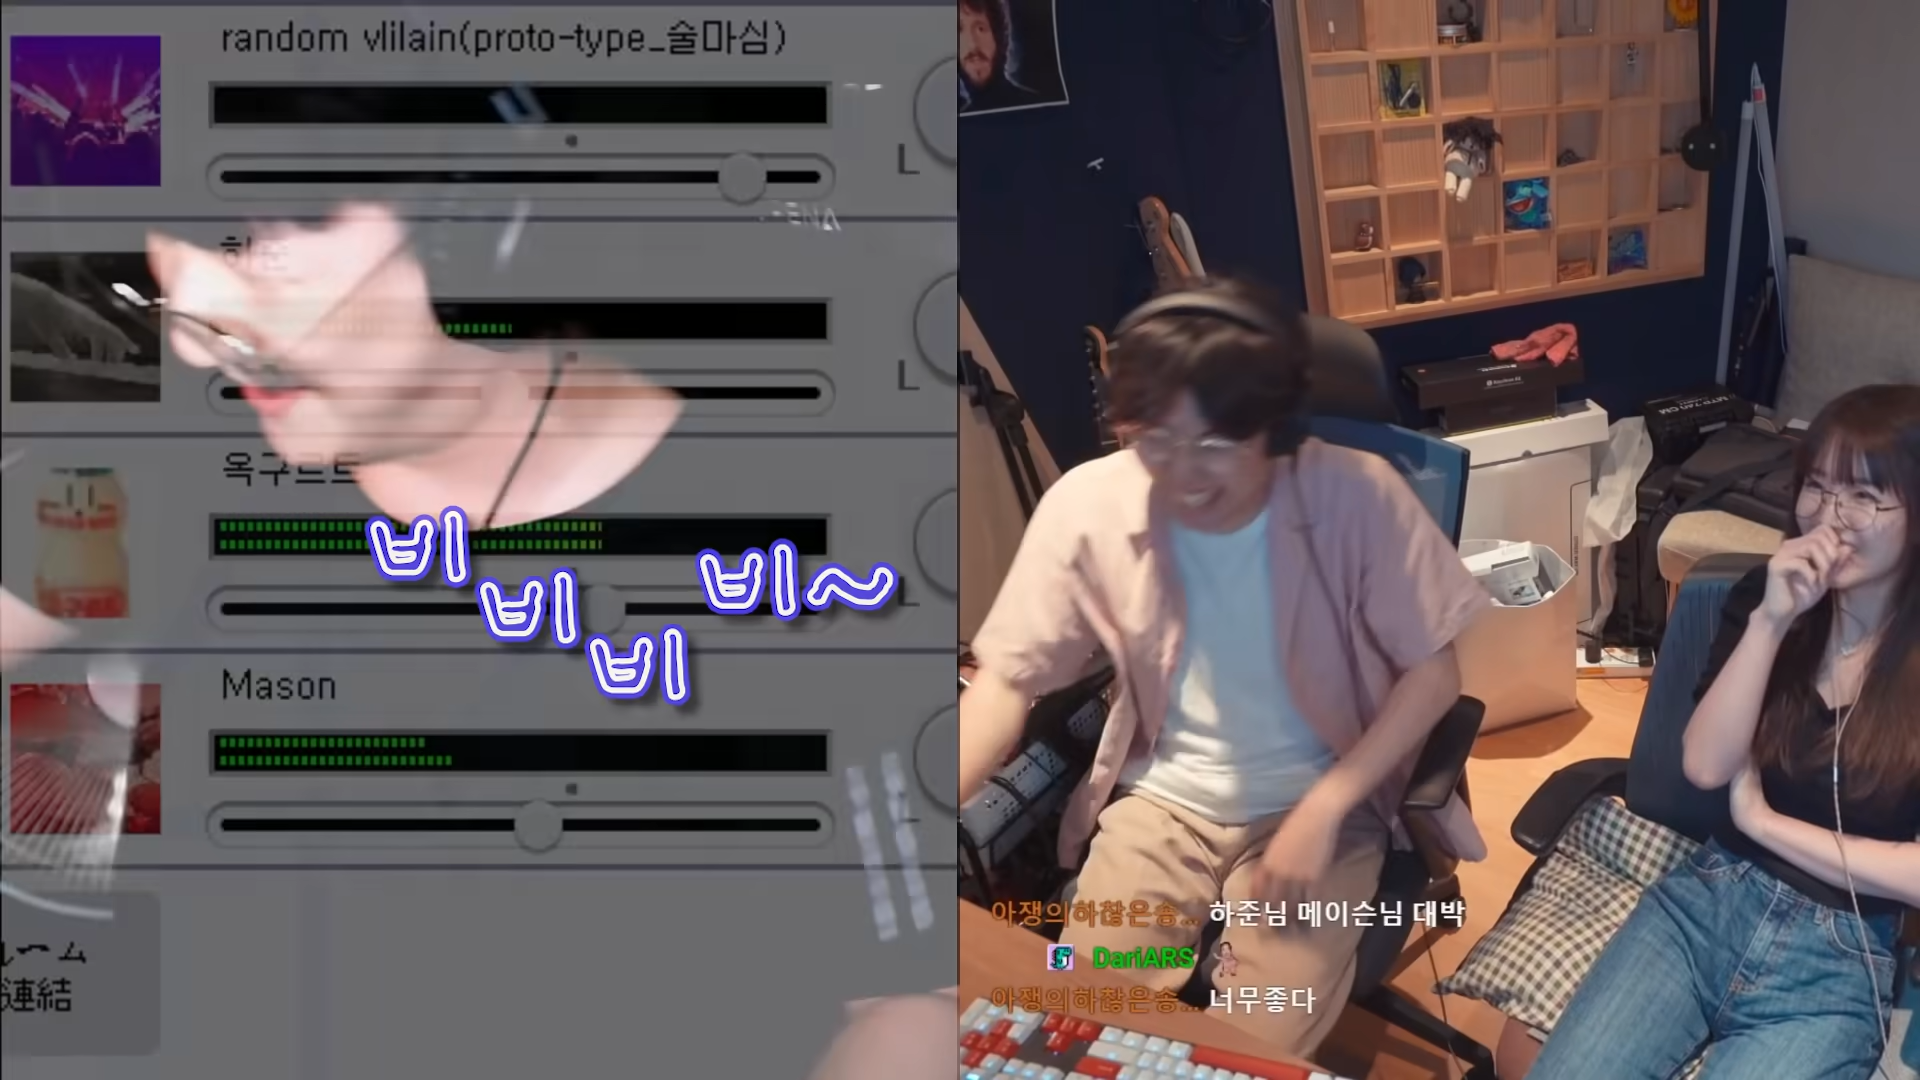 random vlilain(proto-type_술마심)
L
하준
L
옥구르트
L
비
비
비
비~
Mason
連結
아쟁의하찮은송... 하준님 메이슨님 대박
DariARS
아쟁의하찮은송... 너무좋다